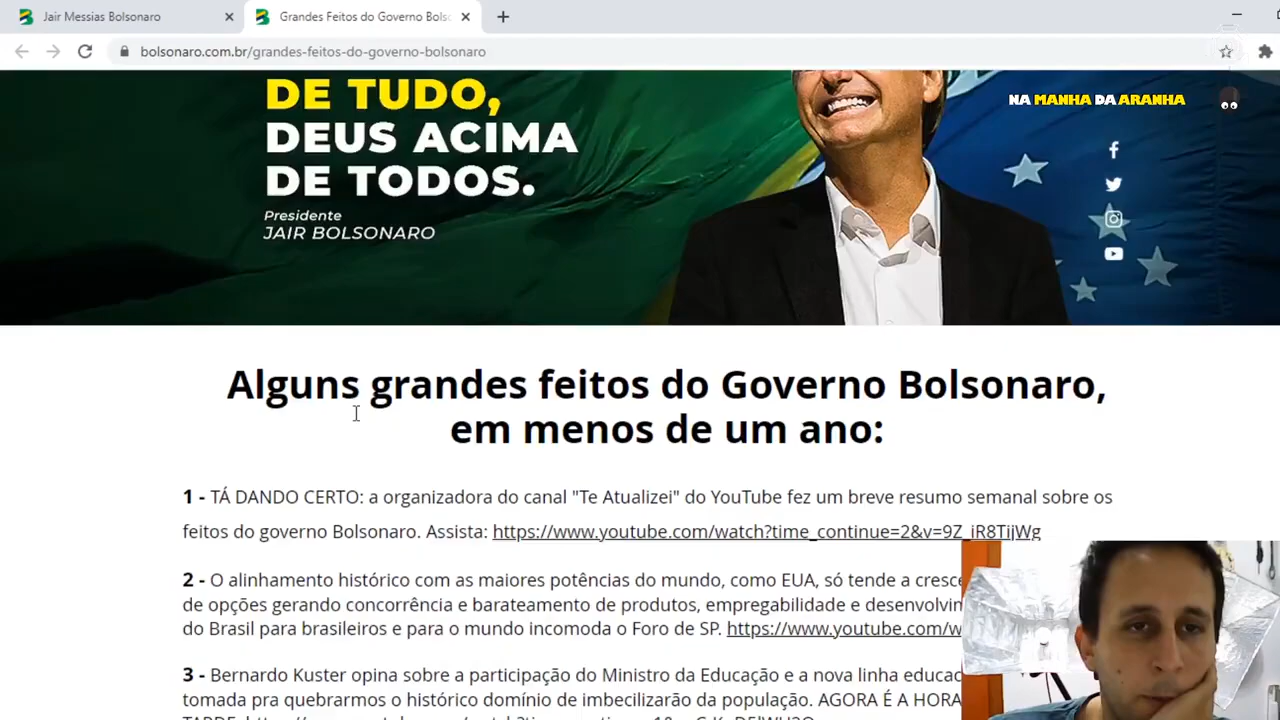 Jair Messias Bolsonaro
Grandes Feitos do Governo Bols
bolsonaro.com.br/grandes-feitos-do-governo-bolsonaro
DE TUDO,
DEUS ACIMA
DE TODOS.
Presidente
JAIR BOLSONARO
NA MANHA DA ARANHA
Alguns grandes feitos do Governo Bolsonaro,
em menos de um ano:
1 - TÁ DANDO CERTO: a organizadora do canal "Te Atualizei" do YouTube fez um breve resumo semanal sobre os
feitos do governo Bolsonaro. Assista: https://www.youtube.com/watch?time_continue=2&v=9Z_iR8TijWg
2 - O alinhamento histórico com as maiores potências do mundo, como EUA, só tende a cresce
de opções gerando concorrência e barateamento de produtos, empregabilidade e desenvolvin
do Brasil para brasileiros e para o mundo incomoda o Foro de SP. https://www.youtube.com/w
3 - Bernardo Kuster opina sobre a participação do Ministro da Educação e a nova linha educac
tomada pra quebrarmos o histórico domínio de imbecilizarão da população. AGORA É A HORA